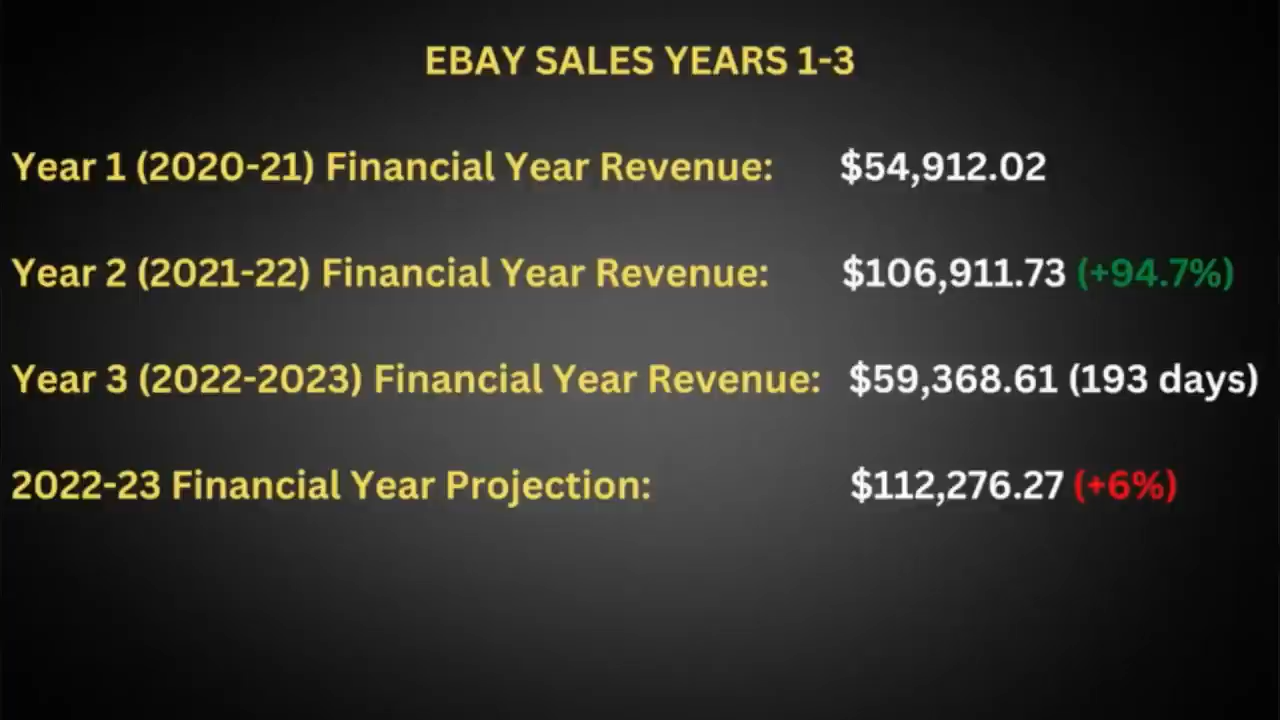 EBAY SALES YEARS 1-3
Year 1 (2020-21) Financial Year Revenue: $54,912.02
Year 2 (2021-22) Financial Year Revenue: $106,911.73 (+94.7%)
Year 3 (2022-2023) Financial Year Revenue: $59,368.61 (193 days)
2022-23 Financial Year Projection: $112,276.27 (+6%)